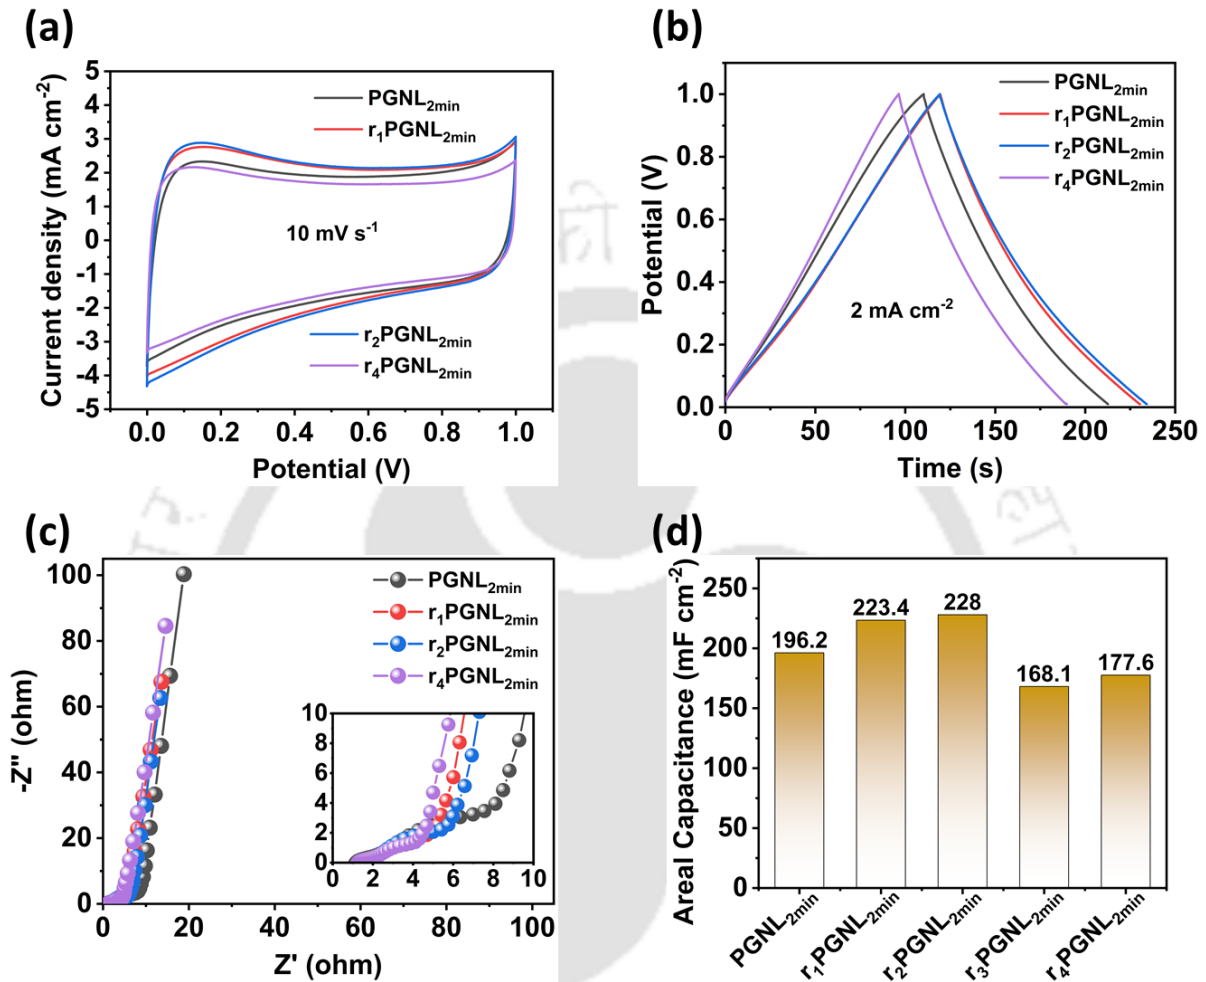 (a)
Current density (mA cm-2)
5
4
3
2
1
0
-1
-2
-3
-4
-5
PGNL2min
r1PGNL2min
10 mV s-1
r2PGNL2min
r4PGNL2min
0.0 0.2 0.4 0.6 0.8 1.0
Potential (V)
(b)
Potential (V)
1.0
0.8
0.6
0.4
0.2
0.0
PGNL2min
r1PGNL2min
r2PGNL2min
r4PGNL2min
2 mA cm-2
0 50 100 150 200 250
Time (s)
(c)
-Z" (ohm)
100
80
60
40
20
0
PGNL2min
r1PGNL2min
r2PGNL2min
r4PGNL2min
10
8
6
4
2
0
0 2 4 6 8 10
0 20 40 60 80 100
Z' (ohm)
(d)
Areal Capacitance (mF cm-2)
250
200
150
100
50
0
196.2
223.4
228
168.1
177.6
PGNL2min
r1PGNL2min
r2PGNL2min
r3PGNL2min
r4PGNL2min